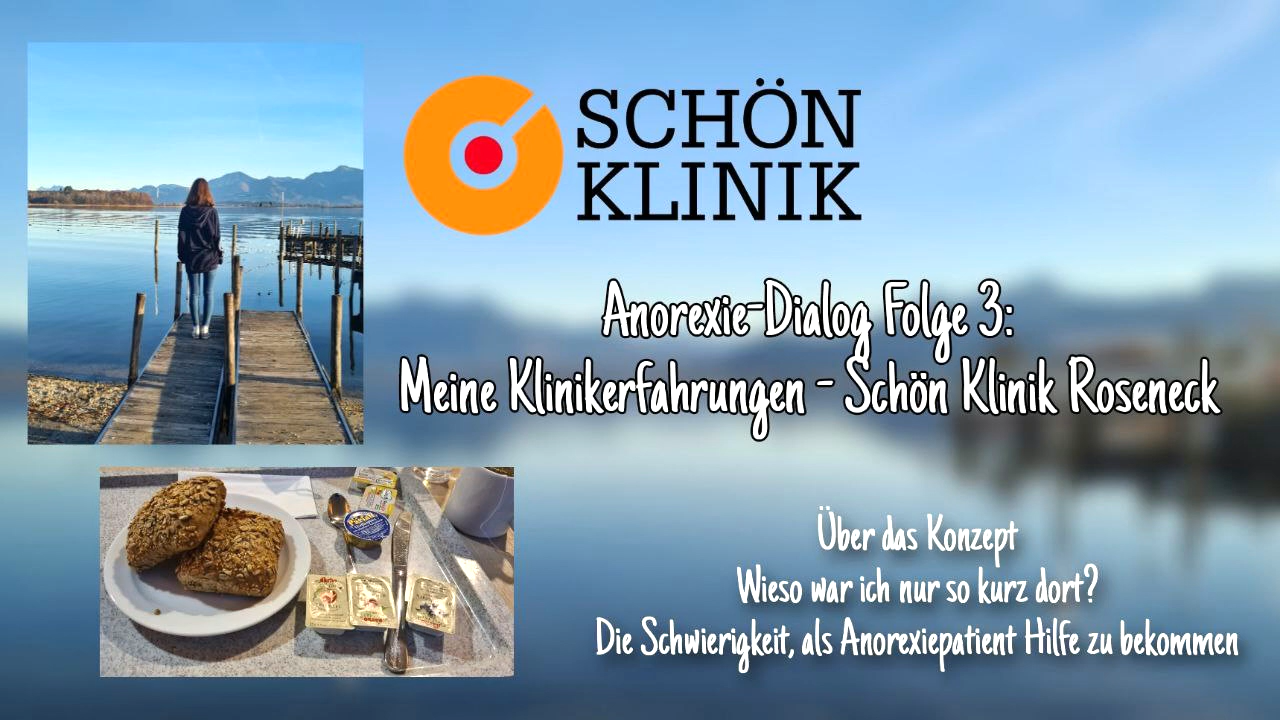 SCHÖN
KLINIK
Anorexie-Dialog Folge 3:
Meine Klinikerfahrungen - Schön Klinik Roseneck
Über das Konzept
Wieso war ich nur so kurz dort?
Die Schwierigkeit, als Anorexiepatient Hilfe zu bekommen